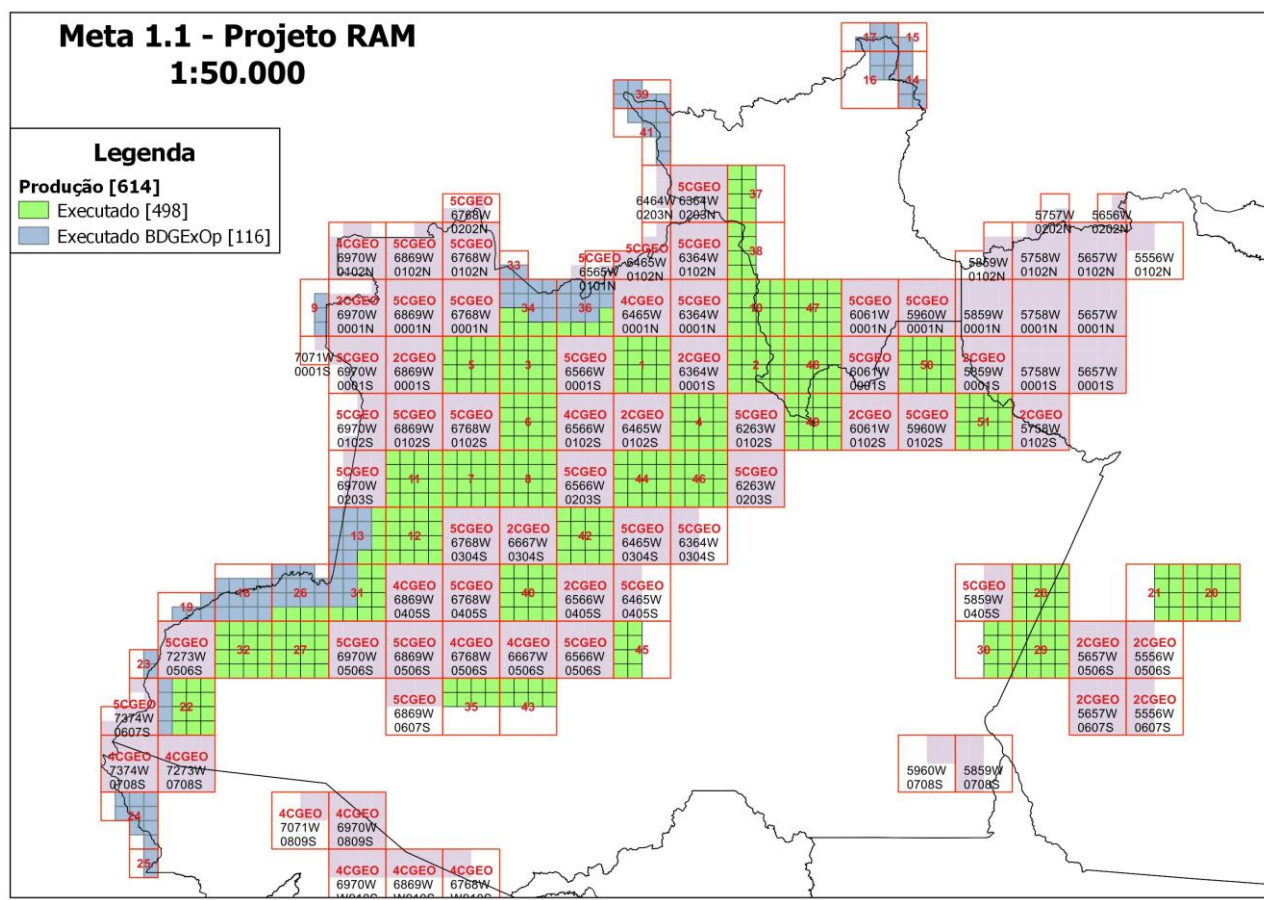 Meta 1.1 - Projeto RAM
1:50.000
Legenda
Produção [614]
Executado [498]
Executado BDGExOp [116]
17 15
16 14
39
41
5CGEO 5CGEO 37
6768W 6464W 6364W 5757W 5656W
0202N 0203N 0203N 0202N 0202N
4CGEO 5CGEO 5CGEO 33 5CGEO 5CGEO 5CGEO 38
6970W 6869W 6768W 6565W 6465W 6364W 5859W 5758W 5657W 5556W
0102N 0102N 0102N 0101N 0102N 0102N 0102N 0102N 0102N 0102N
9 2CGEO 5CGEO 5CGEO 34 36 4CGEO 5CGEO 10 47 5CGEO 5CGEO
6970W 6869W 6768W 6465W 6364W 6061W 5960W 5859W 5758W 5657W
0001N 0001N 0001N 0001N 0001N 0001N 0001N 0001N 0001N 0001N
5CGEO 2CGEO 5 3 5CGEO 1 2CGEO 2 48 5CGEO 50 2CGEO
7071W 6970W 6869W 6566W 6364W 6061W 5859W 5758W 5657W
0001S 0001S 0001S 0001S 0001S 0001S 0001S 0001S 0001S
5CGEO 5CGEO 5CGEO 6 4CGEO 2CGEO 4 5CGEO 49 2CGEO 5CGEO 51 2CGEO
6970W 6869W 6768W 6566W 6465W 6263W 6061W 5960W 5758W
0102S 0102S 0102S 0102S 0102S 0102S 0102S 0102S 0102S
5CGEO 11 7 8 5CGEO 44 46 5CGEO
6970W 6566W 6263W
0203S 0203S 0203S
13 12 5CGEO 2CGEO 42 5CGEO 5CGEO
6768W 6667W 6465W 6364W
0304S 0304S 0304S 0304S
19 18 26 31 4CGEO 5CGEO 40 2CGEO 5CGEO 5CGEO 28 21 20
6869W 6768W 6566W 6465W 5859W
0405S 0405S 0405S 0405S 0405S
23 5CGEO 32 27 5CGEO 5CGEO 4CGEO 4CGEO 5CGEO 45 30 29 2CGEO 2CGEO
7273W 6970W 6869W 6768W 6667W 6566W 5657W 5556W
0506S 0506S 0506S 0506S 0506S 0506S 0506S 0506S
5CGEO 22 5CGEO 35 43 2CGEO 2CGEO
7374W 6869W 5657W 5556W
0607S 0607S 0607S 0607S
4CGEO 4CGEO
7374W 7273W 5960W 5859W
0708S 0708S 0708S 0708S
24 4CGEO 4CGEO
7071W 6970W
0809S 0809S
25 4CGEO 4CGEO 4CGEO
6970W 6869W 6768W